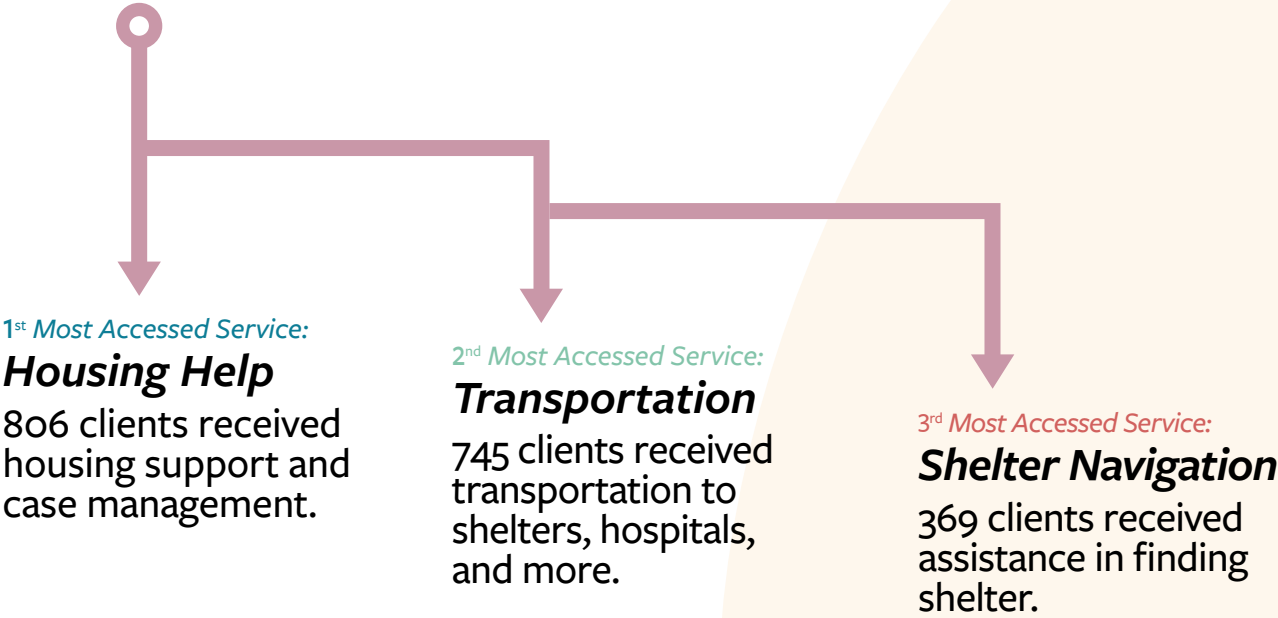 1st Most Accessed Service:
Housing Help
806 clients received
housing support and
case management.
2nd Most Accessed Service:
Transportation
745 clients received
transportation to
shelters, hospitals,
and more.
3rd Most Accessed Service:
Shelter Navigation
369 clients received
assistance in finding
shelter.